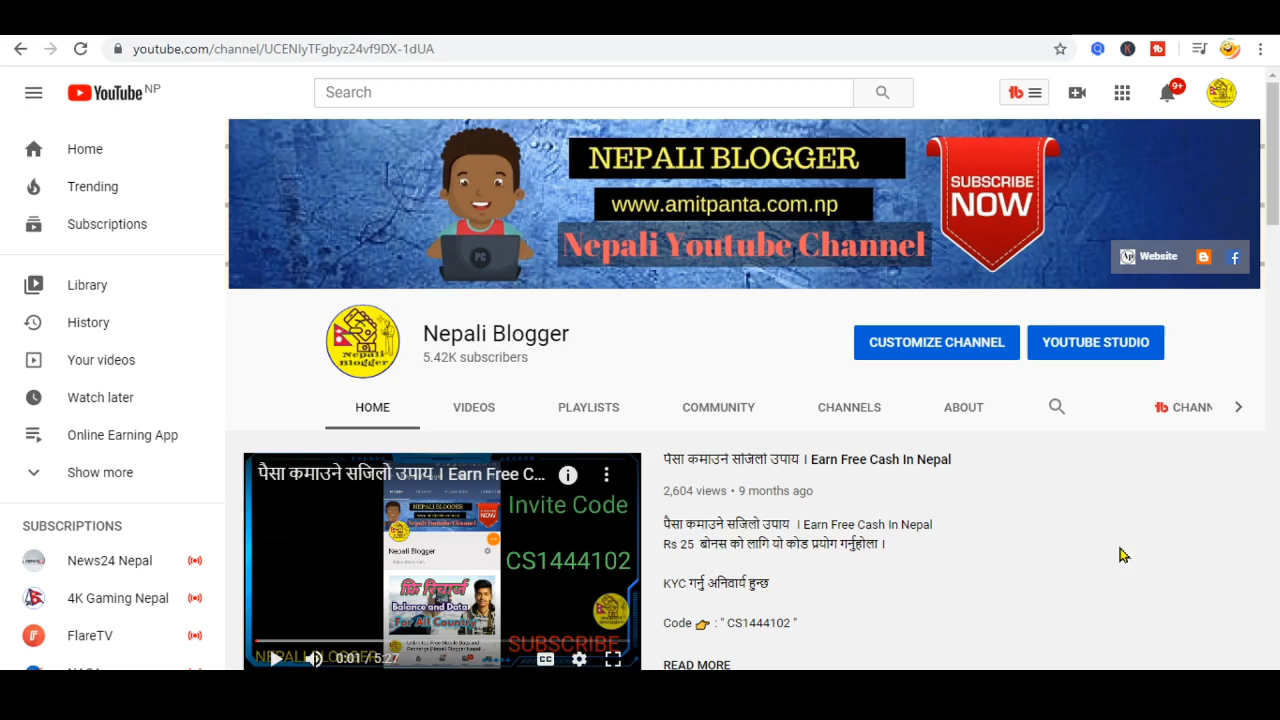 youtube.com/channel/UCENIyTFgbyz24vf9DX-1dUA
YouTube NP
Search
9+
Home
Trending
Subscriptions
Library
History
Your videos
Watch later
Online Earning App
Show more
SUBSCRIPTIONS
News24 Nepal
4K Gaming Nepal
FlareTV
NEPALI BLOGGER
www.amitpanta.com.np
Nepali Youtube Channel
PC
SUBSCRIBE
NOW
Website
Nepali Blogger
5.42K subscribers
CUSTOMIZE CHANNEL
YOUTUBE STUDIO
HOME
VIDEOS
PLAYLISTS
COMMUNITY
CHANNELS
ABOUT
CHANN
पैसा कमाउने सजिलो उपाय । Earn Free C...
Invite Code
CS1444102
SUBSCRIBE
NEPALI BLOGGER
Nepali Blogger
फ्रि रिचार्ज
Balance and Data
For All Country
0:01 / 5:27
CC
पैसा कमाउने सजिलो उपाय । Earn Free Cash In Nepal
2,604 views • 9 months ago
पैसा कमाउने सजिलो उपाय । Earn Free Cash In Nepal
Rs 25 बोनस को लागि यो कोड प्रयोग गर्नुहोला ।
KYC गर्नु अनिवार्य हुन्छ
Code 👉 : " CS1444102 "
READ MORE